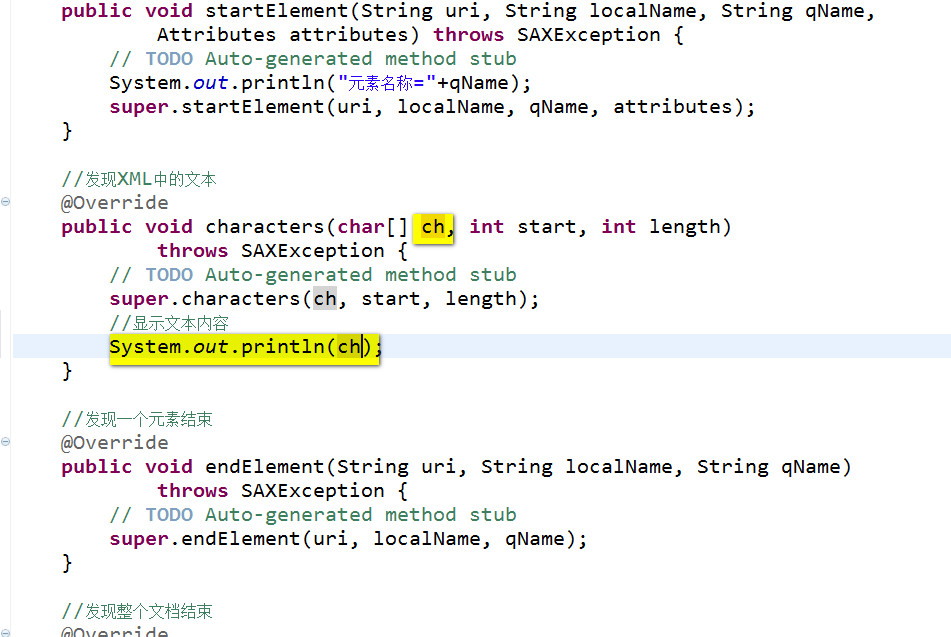 public void startElement(String uri, String localName, String qName,
Attributes attributes) throws SAXException {
// TODO Auto-generated method stub
System.out.println("元素名称="+qName);
super.startElement(uri, localName, qName, attributes);
}
//发现XML中的文本
@Override
public void characters(char[] ch, int start, int length)
throws SAXException {
// TODO Auto-generated method stub
super.characters(ch, start, length);
//显示文本内容
System.out.println(ch);
}
//发现一个元素结束
@Override
public void endElement(String uri, String localName, String qName)
throws SAXException {
// TODO Auto-generated method stub
super.endElement(uri, localName, qName);
}
//发现整个文档结束
@Override